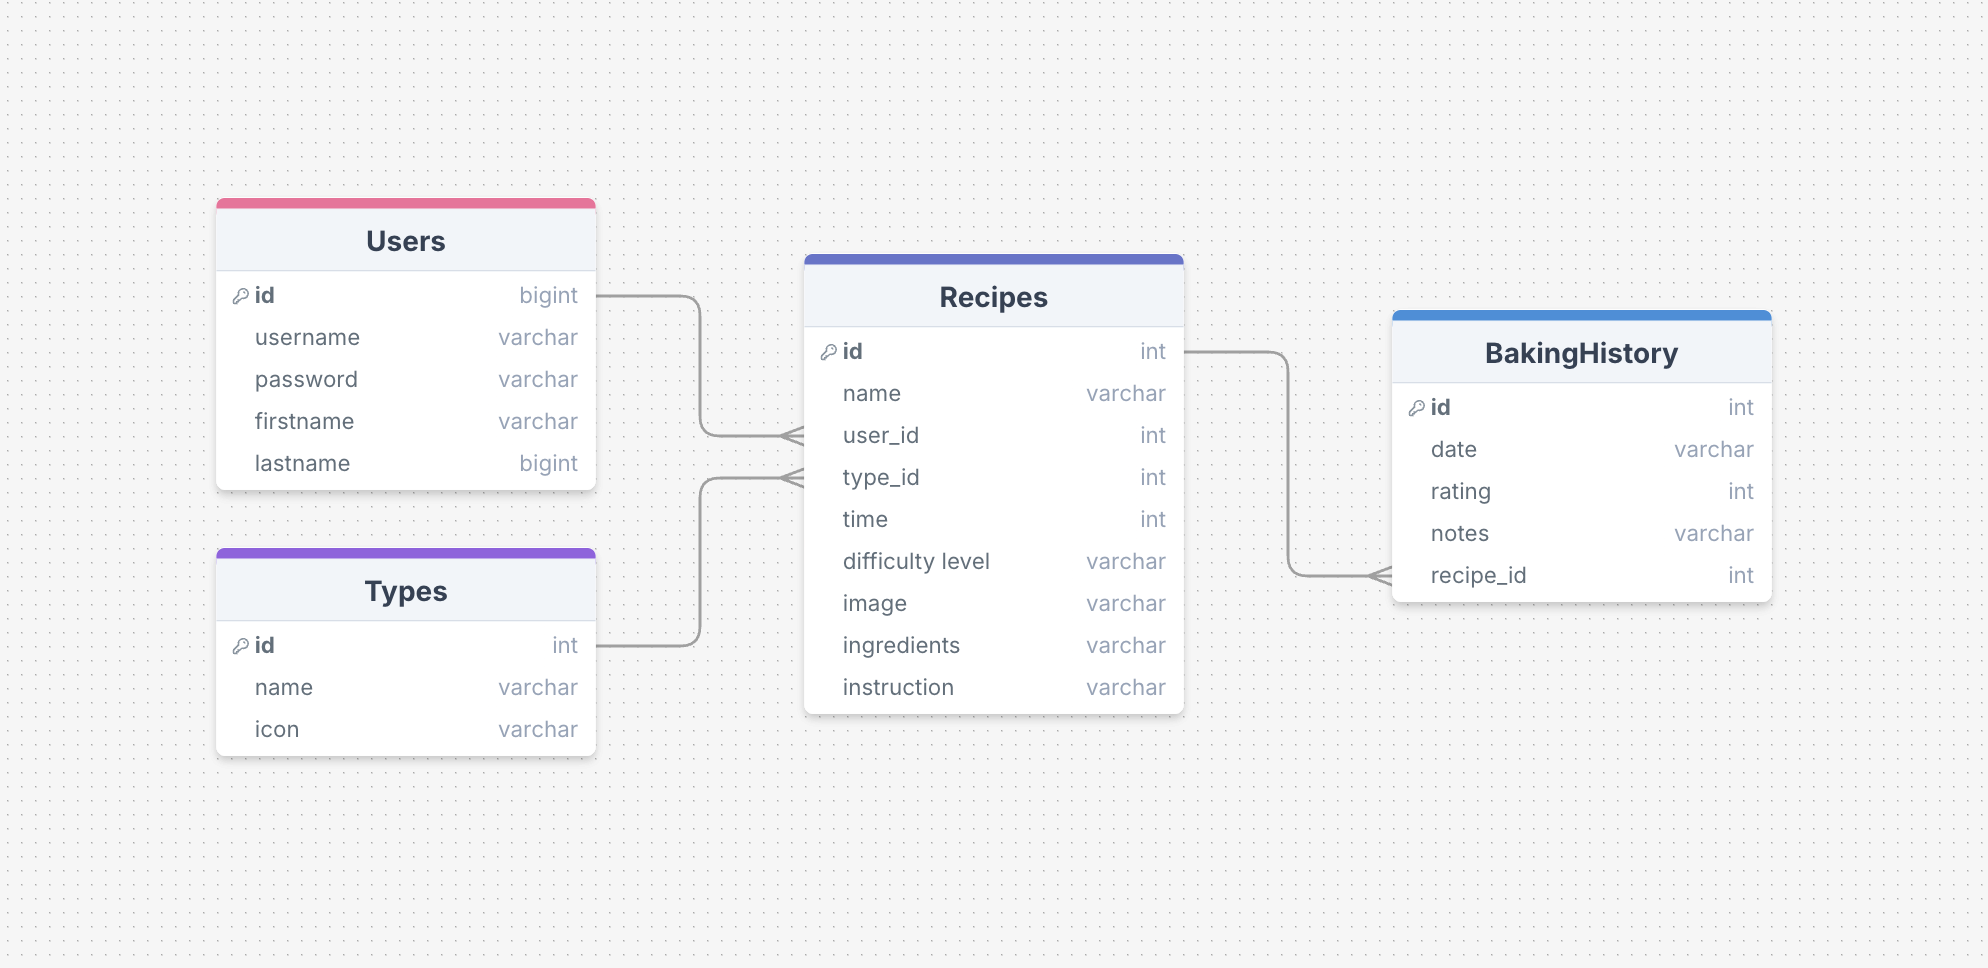 Users
id bigint
username varchar
password varchar
firstname varchar
lastname bigint
Types
id int
name varchar
icon varchar
Recipes
id int
name varchar
user_id int
type_id int
time int
difficulty level varchar
image varchar
ingredients varchar
instruction varchar
BakingHistory
id int
date varchar
rating int
notes varchar
recipe_id int